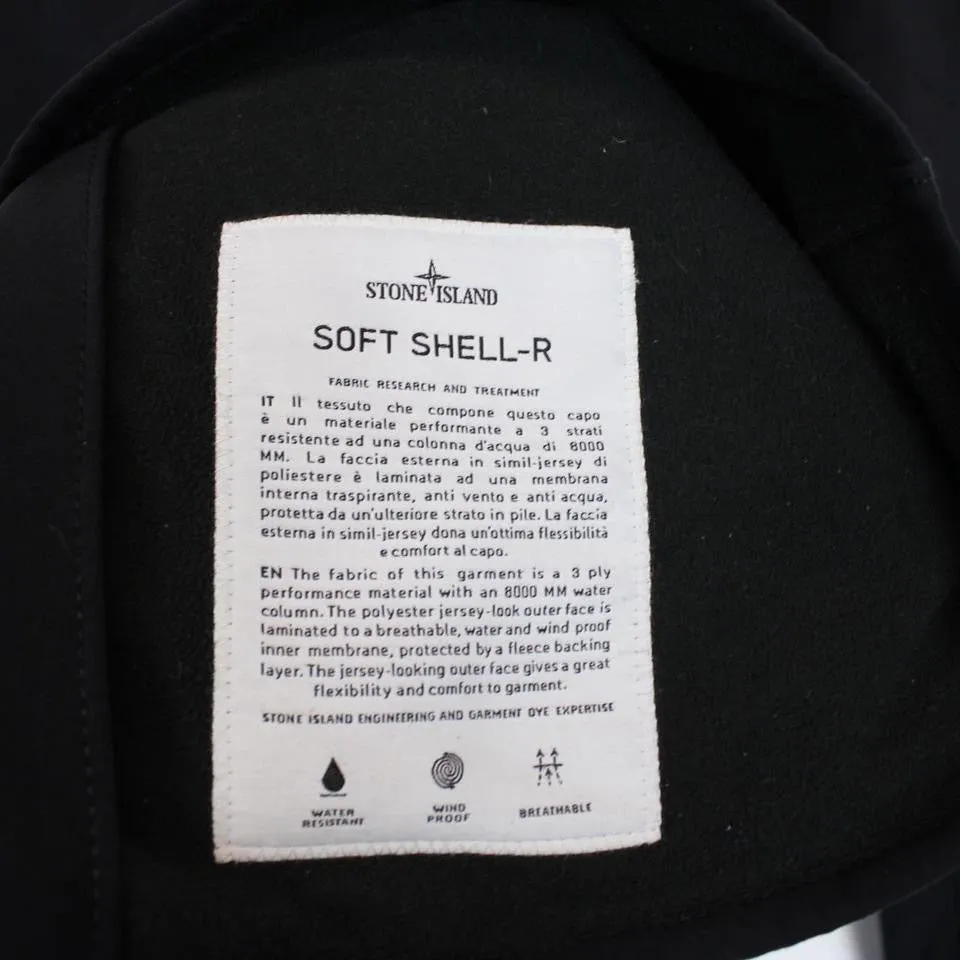 STONE ISLAND
SOFT SHELL-R
FABRIC RESEARCH AND TREATMENT
IT Il tessuto che compone questo capo
è un materiale performante a 3 strati
resistente ad una colonna d'acqua di 8000
MM. La faccia esterna in simil-jersey di
poliestere è laminata ad una membrana
interna traspirante, anti vento e anti acqua,
protetta da un'ulteriore strato in pile. La faccia
esterna in simil-jersey dona un'ottima flessibilità
e comfort al capo.
EN The fabric of this garment is a 3 ply
performance material with an 8000 MM water
column. The polyester jersey-look outer face is
laminated to a breathable, water and wind proof
inner membrane, protected by a fleece backing
layer. The jersey-looking outer face gives a great
flexibility and comfort to garment.
STONE ISLAND ENGINEERING AND GARMENT DYE EXPERTISE
WATER
RESISTANT
WIND
PROOF
BREATHABLE